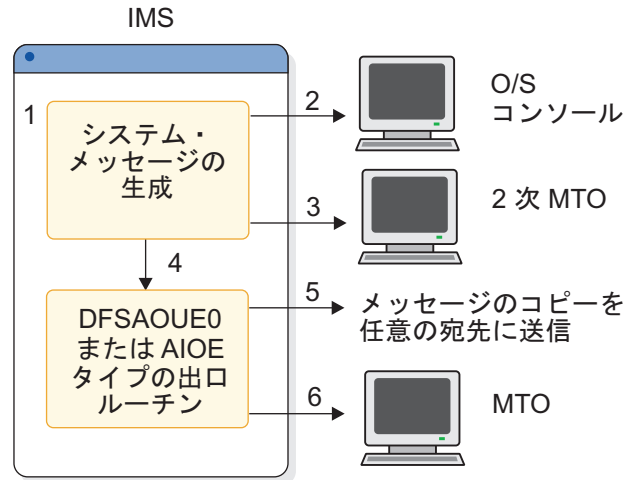 IMS
1
システム・
メッセージの
生成
2
O/S
コンソール
3
2 次 MTO
4
DFSAOUE0
または AIOE
タイプの出口
ルーチン
5
メッセージのコピーを
任意の宛先に送信
6
MTO